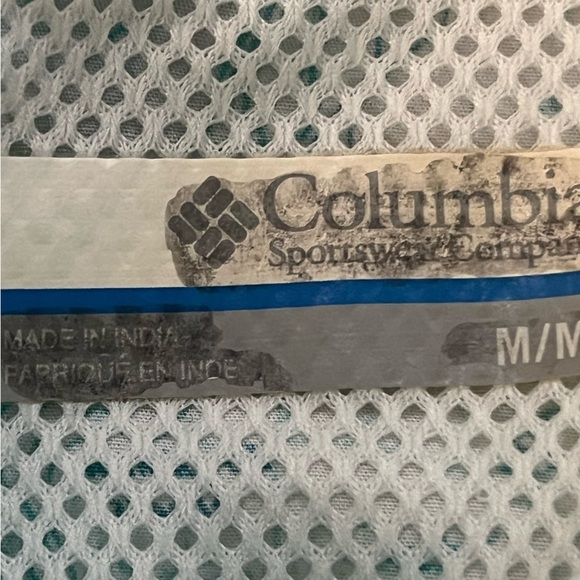 Columbia
Sportswear Company
MADE IN INDIA
FABRIQUÉ EN INDE
M/M